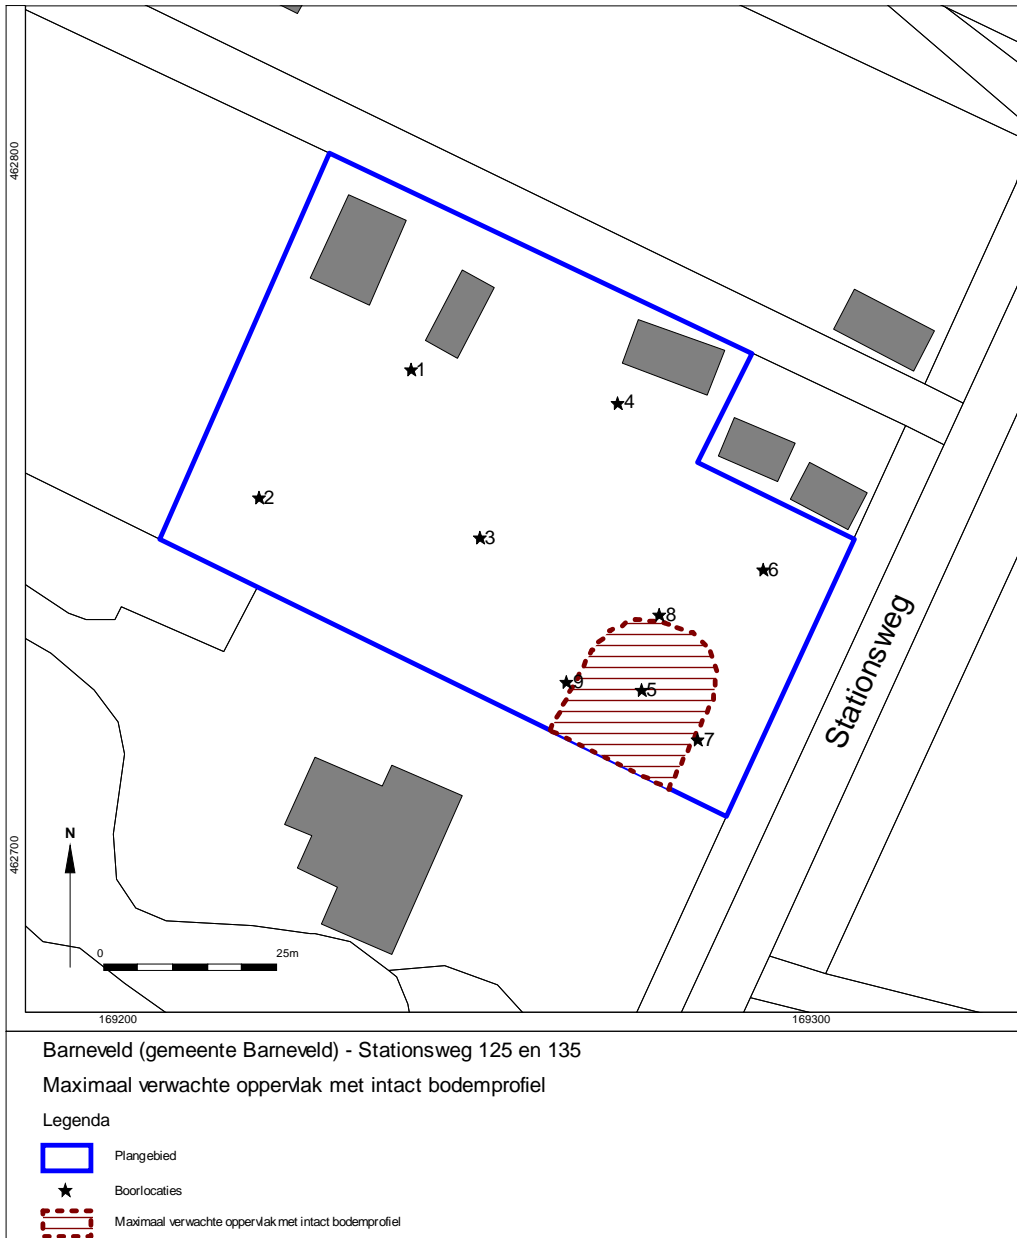 462800
1
4
2
3
6
8
9
5
7
Stationsweg
462700
N
0 25m
169200 169300
Barneveld (gemeente Barneveld) - Stationsweg 125 en 135
Maximaal verwachte oppervlak met intact bodemprofiel
Legenda
Plangebied
Boorlocaties
Maximaal verwachte oppervlak met intact bodemprofiel